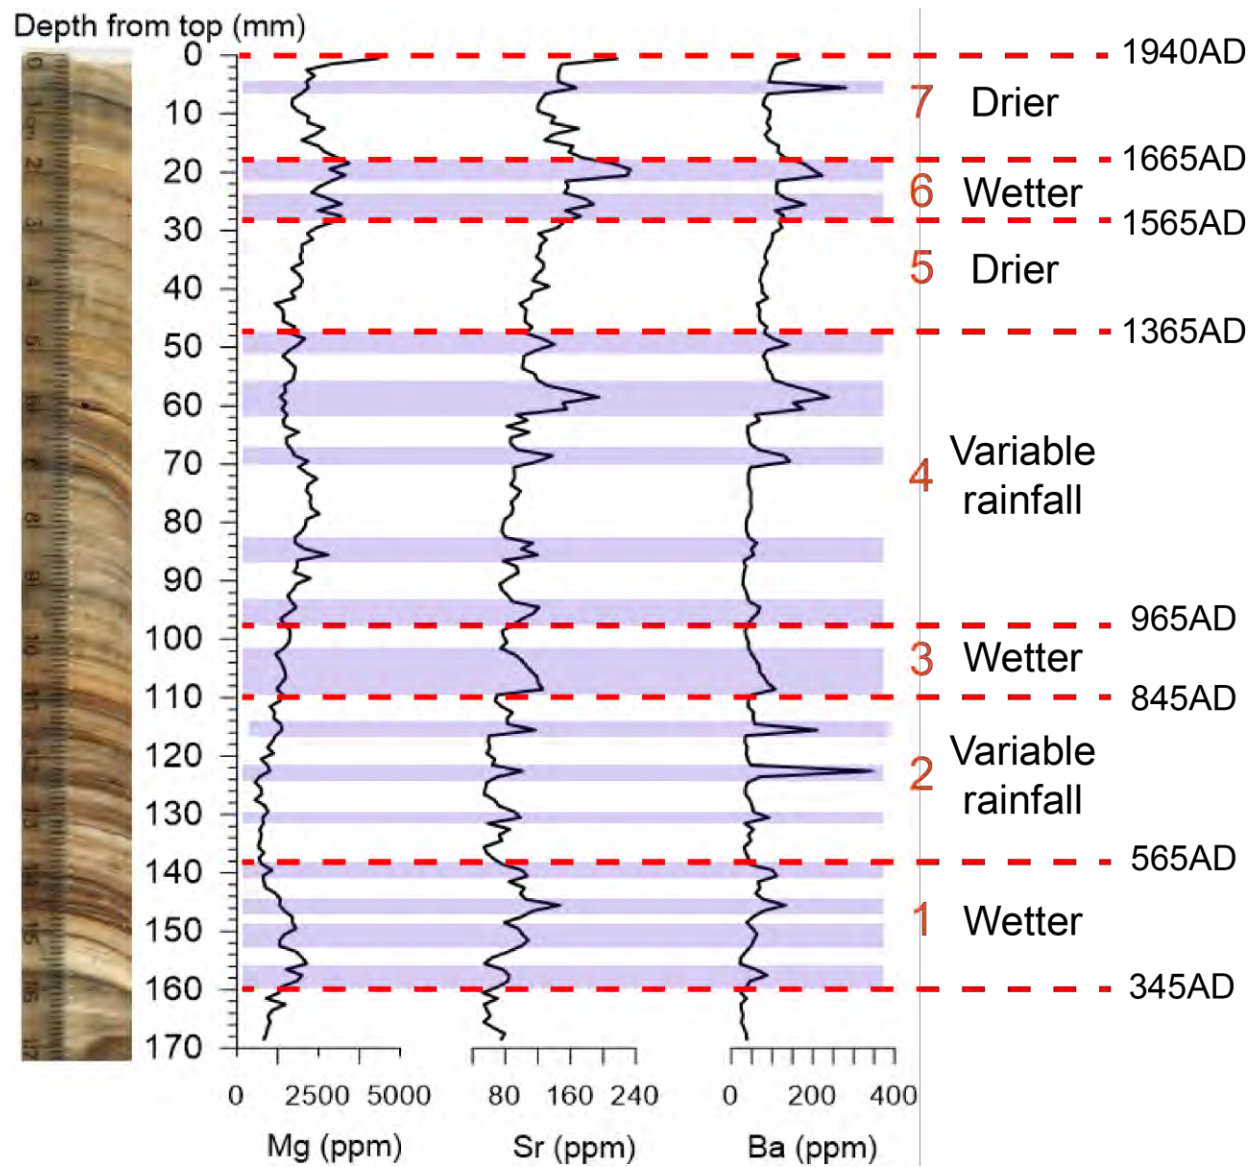 Depth from top (mm)
0
1940AD
7 Drier
10
1665AD
20
6 Wetter
1565AD
30
5 Drier
40
1365AD
50
60
Variable
4
rainfall
70
80
90
965AD
100
3 Wetter
110
845AD
120
Variable
2
rainfall
130
565AD
140
1 Wetter
150
160
345AD
170
0 2500 5000 80 160 240 0 200 400
Mg (ppm) Sr (ppm) Ba (ppm)